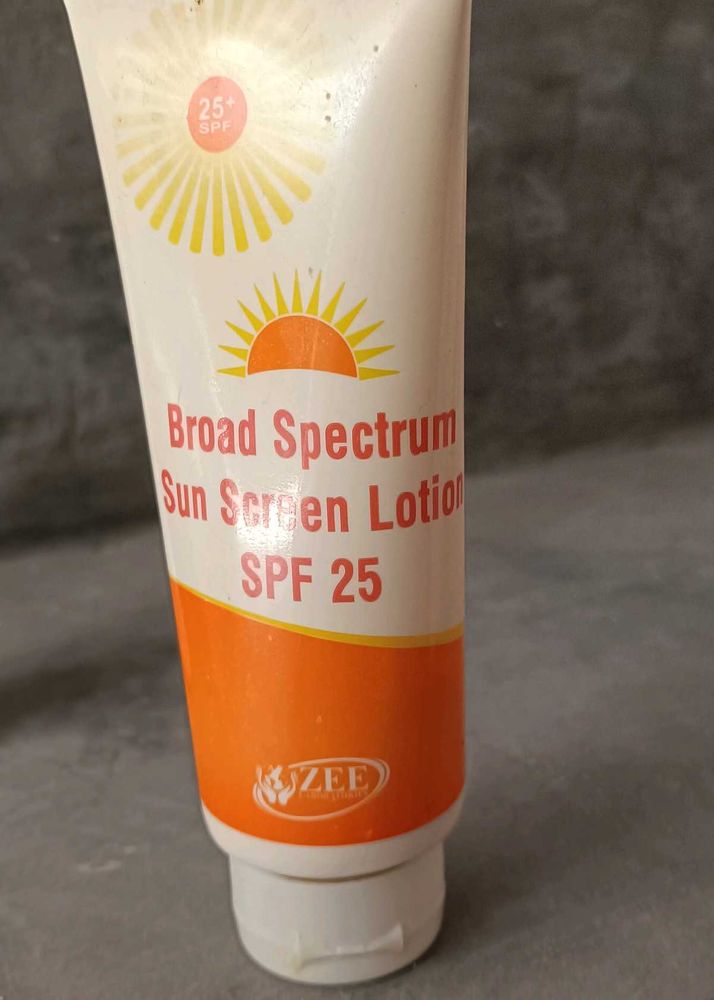 25+
SPF
Broad Spectrum
Sun Screen Lotion
SPF 25
ZEE